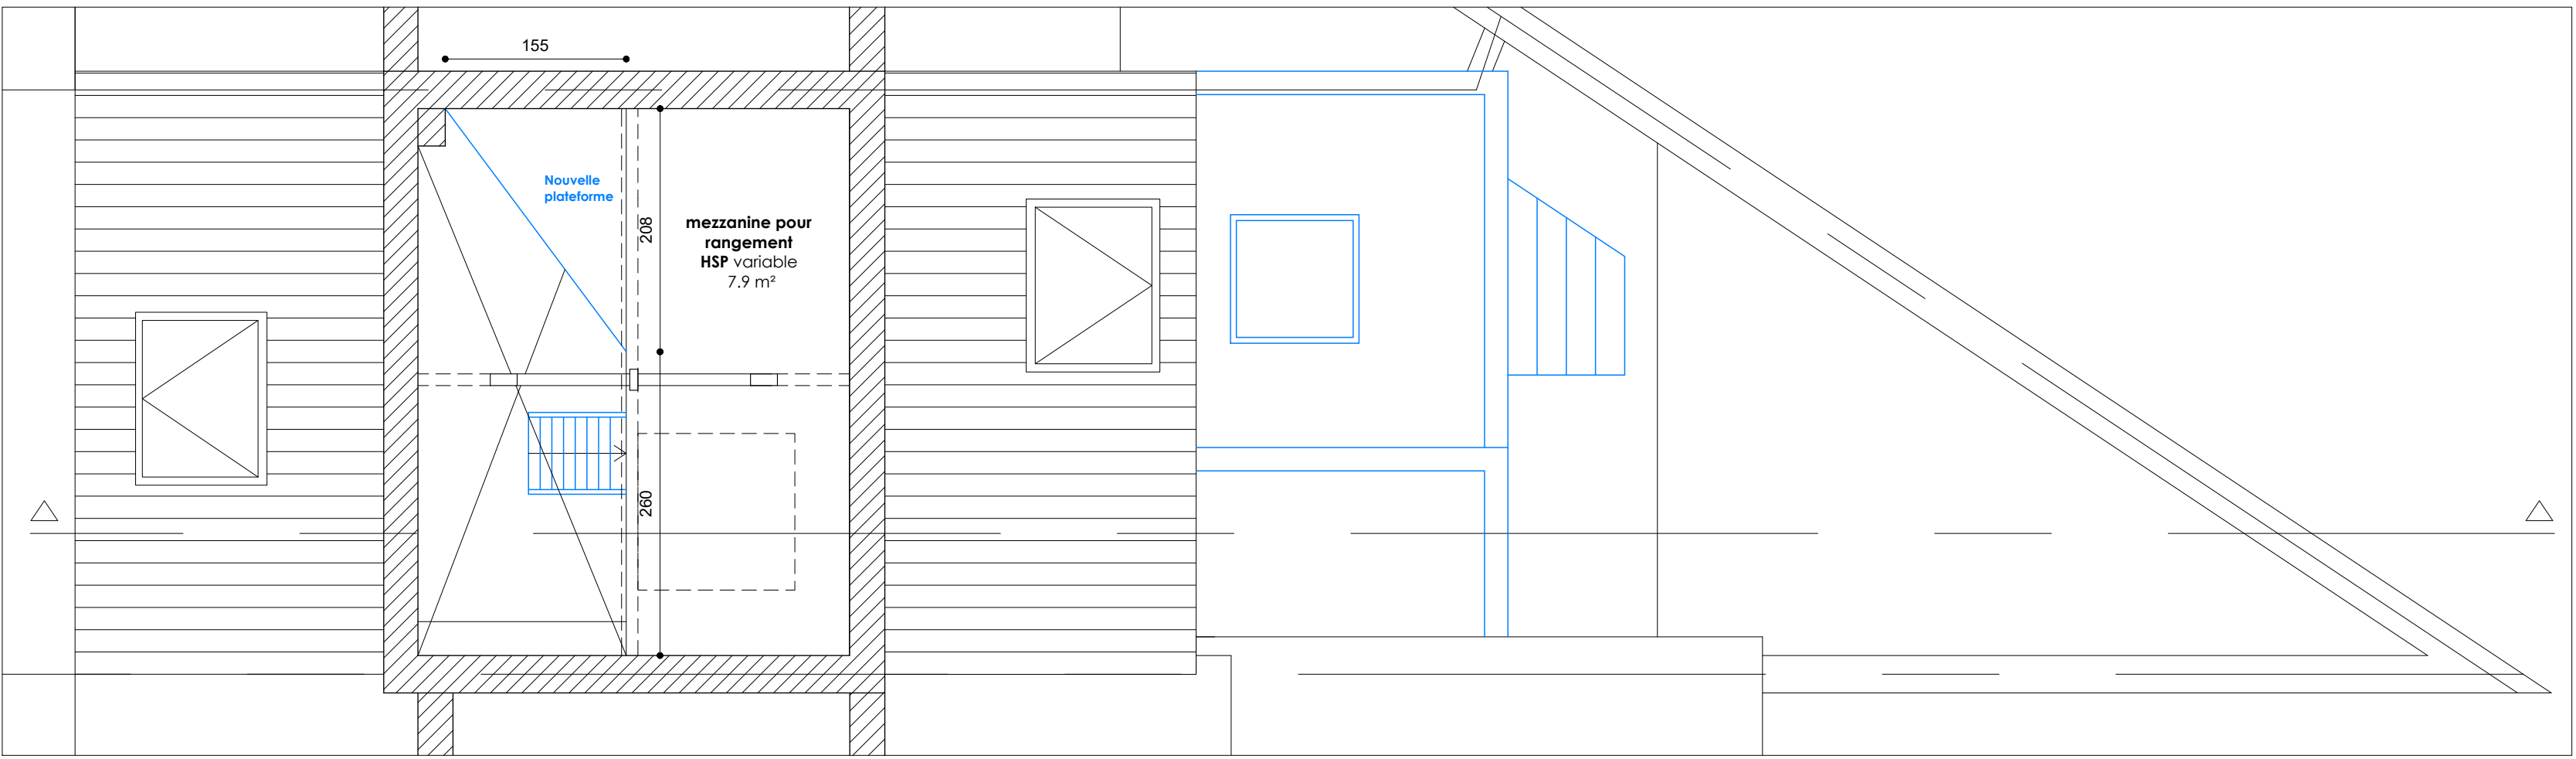 155
Nouvelle
plateforme
208
mezzanine pour
rangement
HSP variable
7.9 m²
260